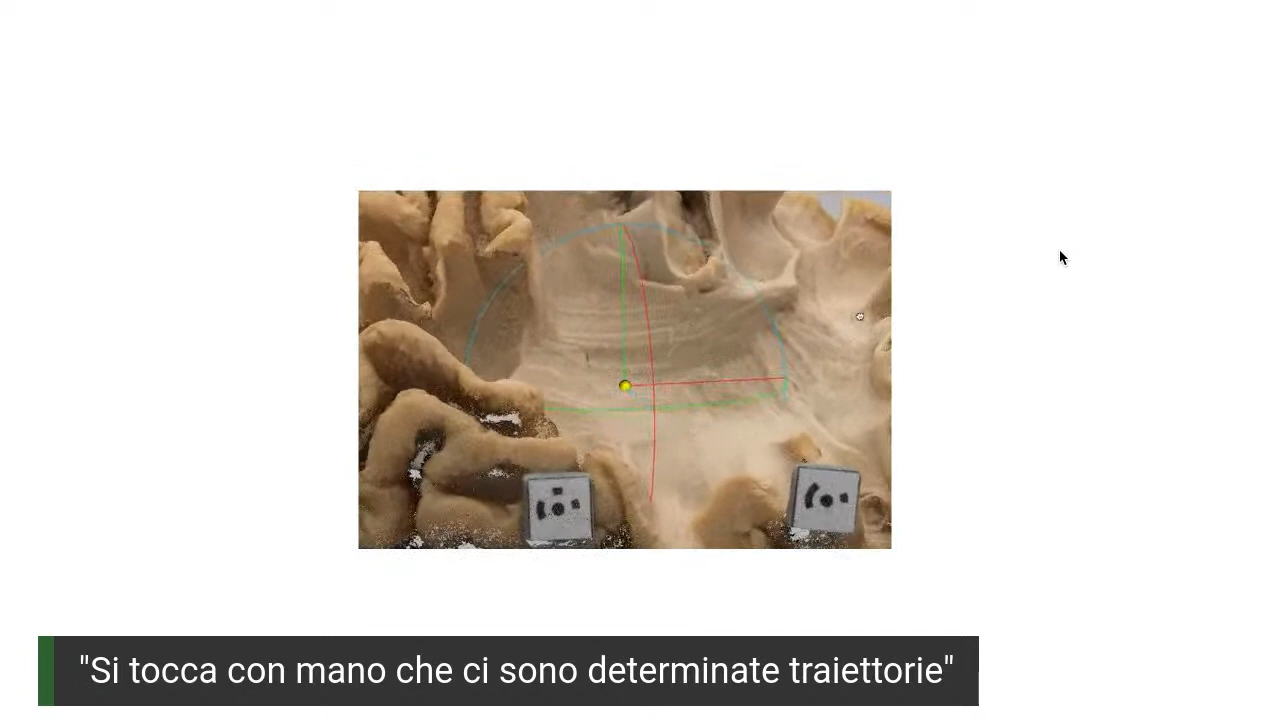 "Si tocca con mano che ci sono determinate traiettorie"